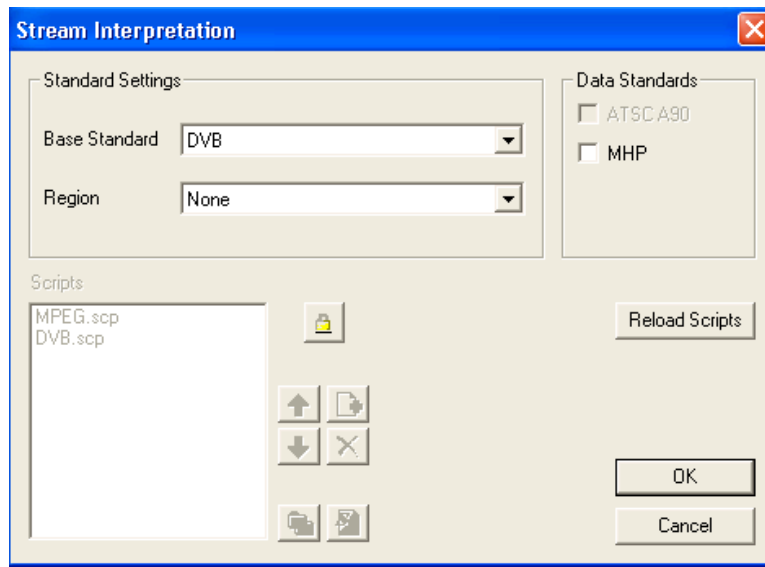 Stream Interpretation
Standard Settings
Base Standard
DVB
Region
None
Data Standards
ATSC A90
MHP
Scripts
MPEG.scp
DVB.scp
Reload Scripts
OK
Cancel